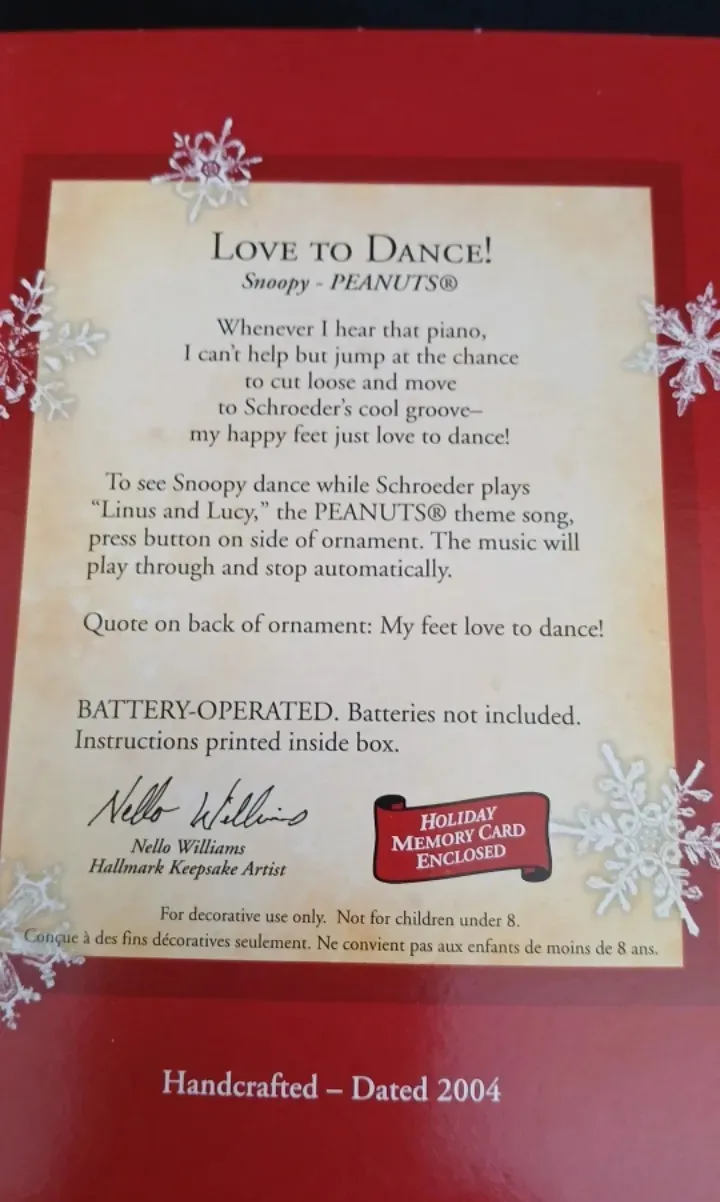 LOVE TO DANCE!
Snoopy - PEANUTS®
Whenever I hear that piano,
I can't help but jump at the chance
to cut loose and move
to Schroeder's cool groove–
my happy feet just love to dance!
To see Snoopy dance while Schroeder plays
“Linus and Lucy,” the PEANUTS® theme song,
press button on side of ornament. The music will
play through and stop automatically.
Quote on back of ornament: My feet love to dance!
BATTERY-OPERATED. Batteries not included.
Instructions printed inside box.
Nello Williams
Nello Williams
Hallmark Keepsake Artist
HOLIDAY
MEMORY CARD
ENCLOSED
For decorative use only. Not for children under 8.
Conçue à des fins décoratives seulement. Ne convient pas aux enfants de moins de 8 ans.
Handcrafted – Dated 2004